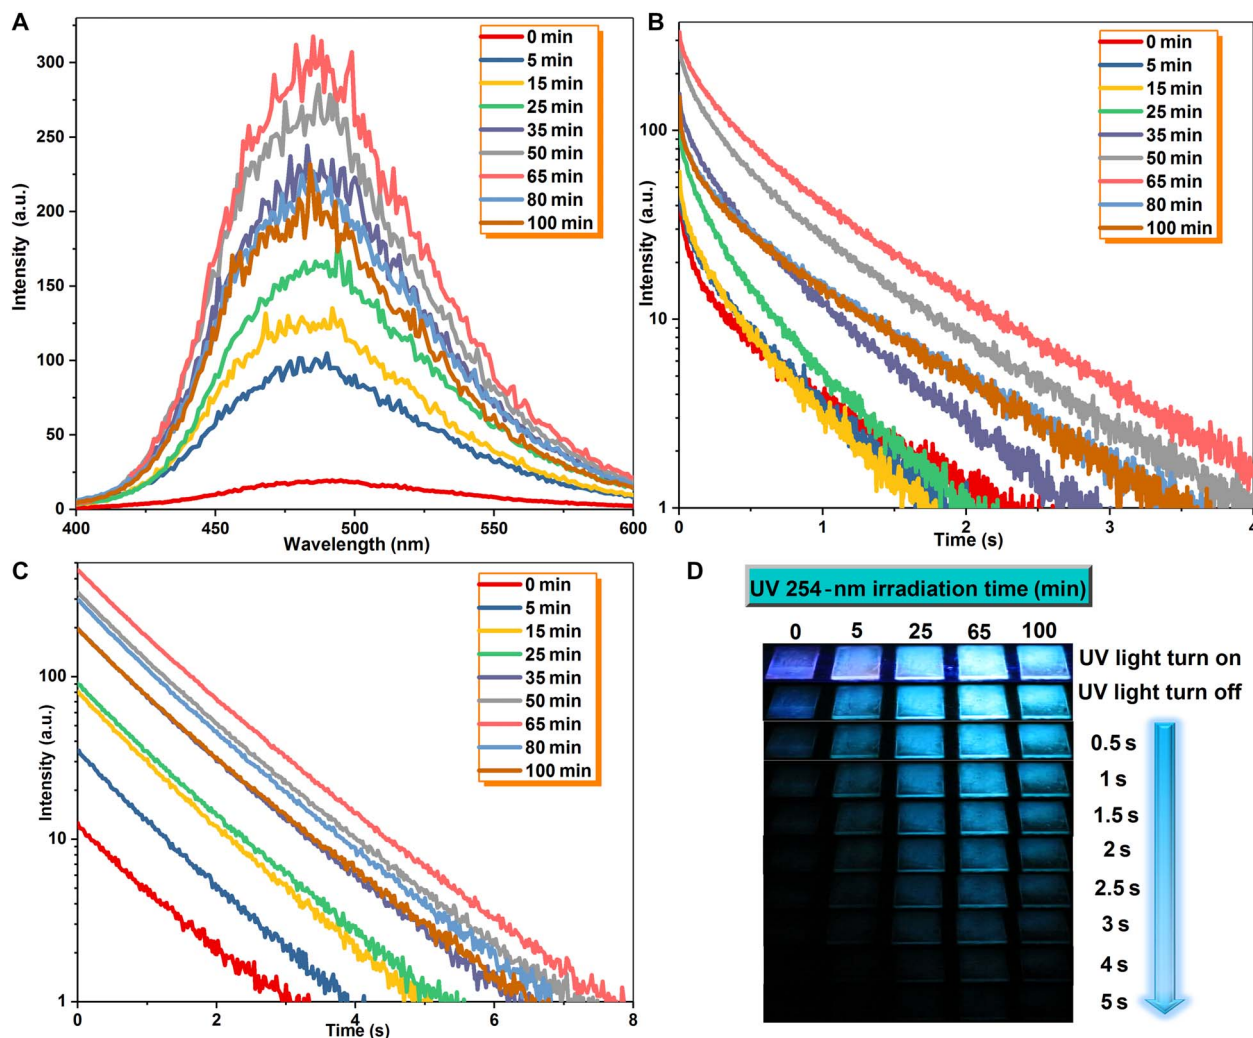 A
Intensity (a.u.)
300
250
200
150
100
50
0
400
450
500
550
600
Wavelength (nm)
0 min
5 min
15 min
25 min
35 min
50 min
65 min
80 min
100 min
B
Intensity (a.u.)
100
10
1
0
1
2
3
4
Time (s)
0 min
5 min
15 min
25 min
35 min
50 min
65 min
80 min
100 min
C
Intensity (a.u.)
100
10
1
0
2
4
6
8
Time (s)
0 min
5 min
15 min
25 min
35 min
50 min
65 min
80 min
100 min
D
UV 254-nm irradiation time (min)
0 5 25 65 100
UV light turn on
UV light turn off
0.5 s
1 s
1.5 s
2 s
2.5 s
3 s
4 s
5 s